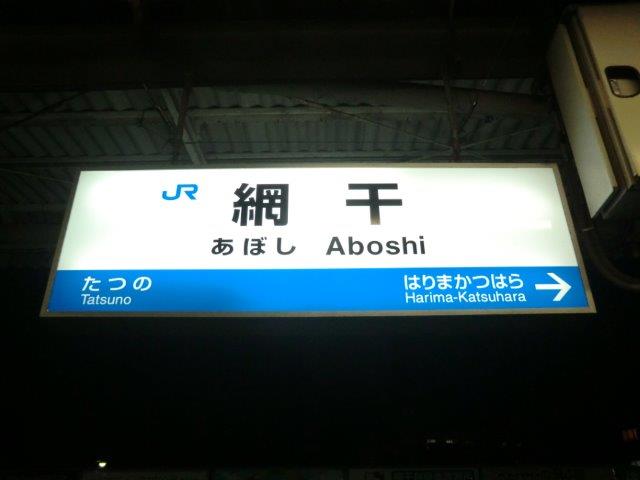 JR 網干
あぼし Aboshi
たつの はりまかつはら →
Tatsuno Harima-Katsuhara